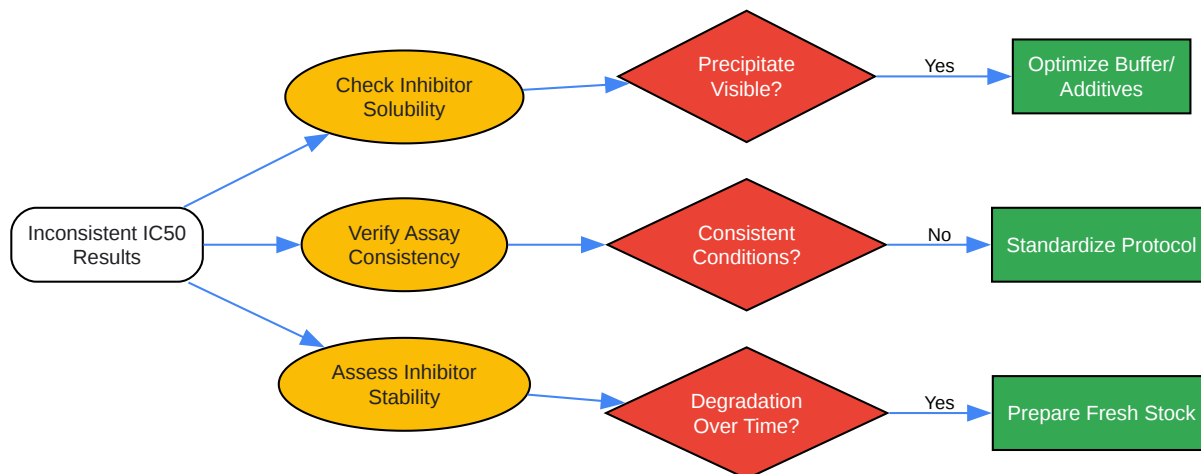 Check Inhibitor
Solubility
Precipitate
Visible?
Yes
Optimize Buffer/
Additives
Inconsistent IC50
Results
Verify Assay
Consistency
Consistent
Conditions?
No
Standardize Protocol
Assess Inhibitor
Stability
Degradation
Over Time?
Yes
Prepare Fresh Stock